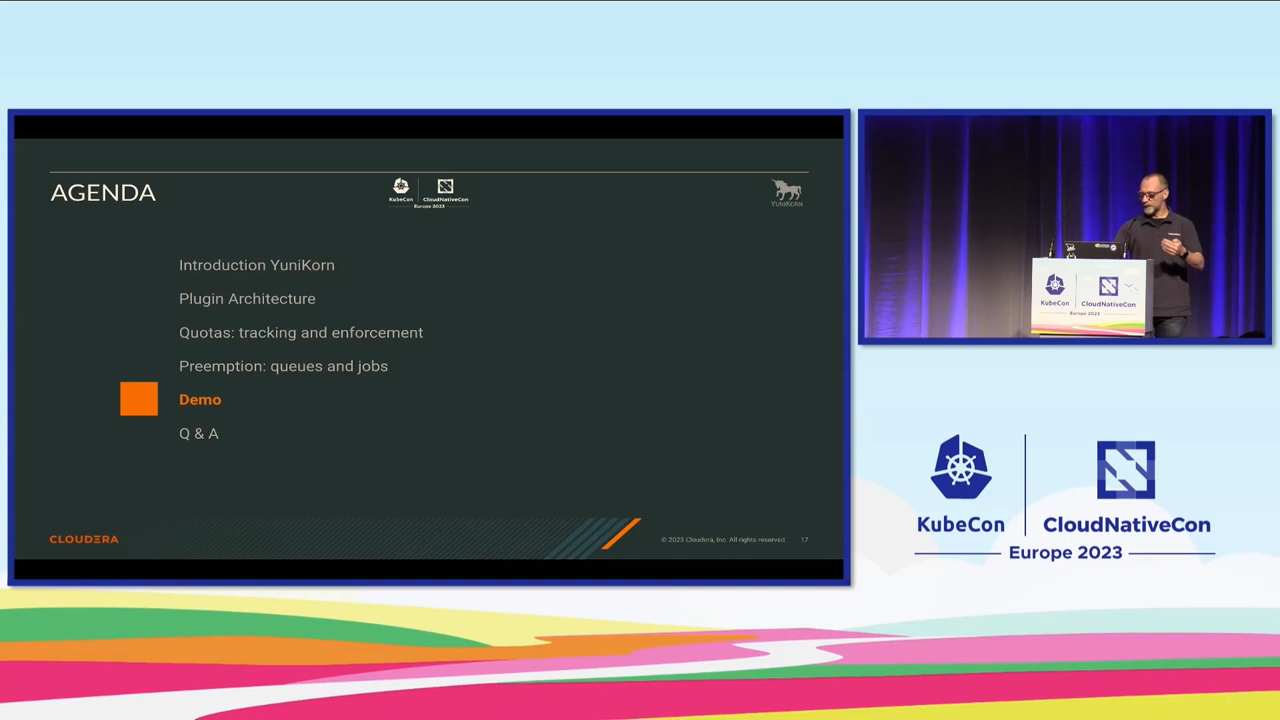 AGENDA
KubeCon
CloudNativeCon
Europe 2023
YUNIKORN
Introduction YuniKorn
Plugin Architecture
Quotas: tracking and enforcement
Preemption: queues and jobs
Demo
Q & A
CLOUDERA
© 2023 Cloudera, Inc. All rights reserved.
17
KubeCon
CloudNativeCon
Europe 2023
KubeCon
CloudNativeCon
Europe 2023